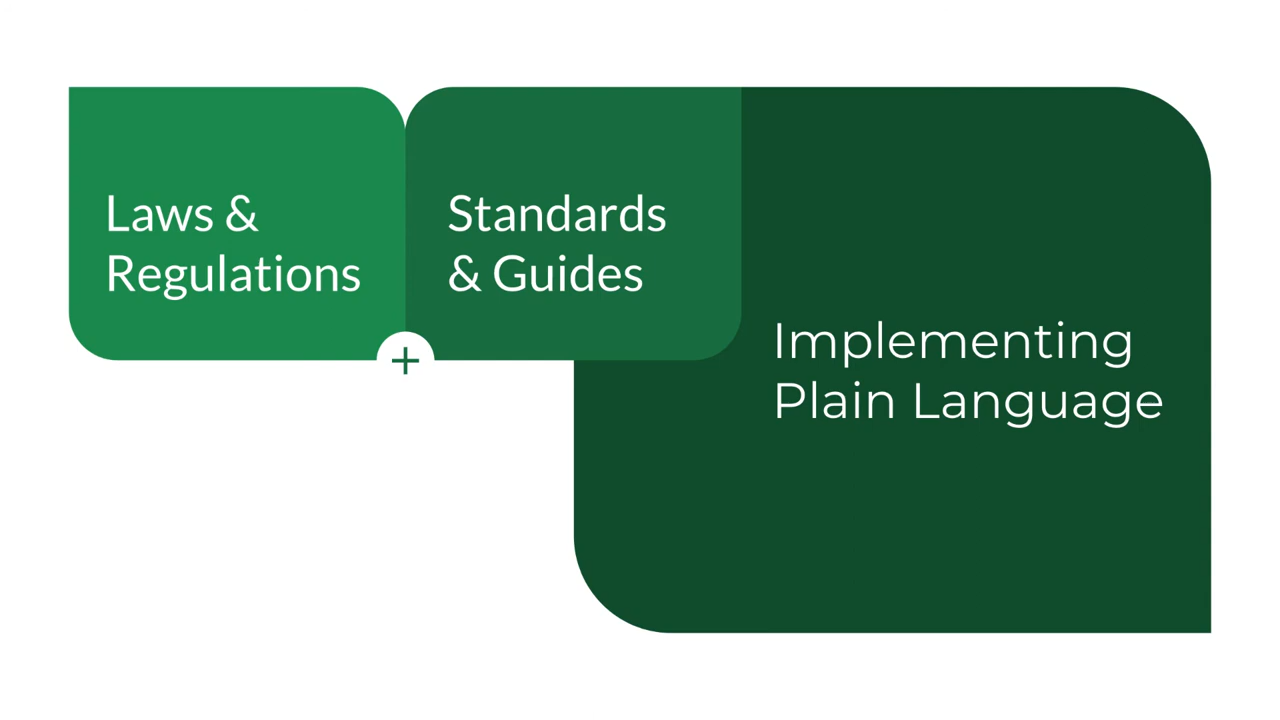 Laws &
Regulations
Standards
& Guides
+
Implementing
Plain Language